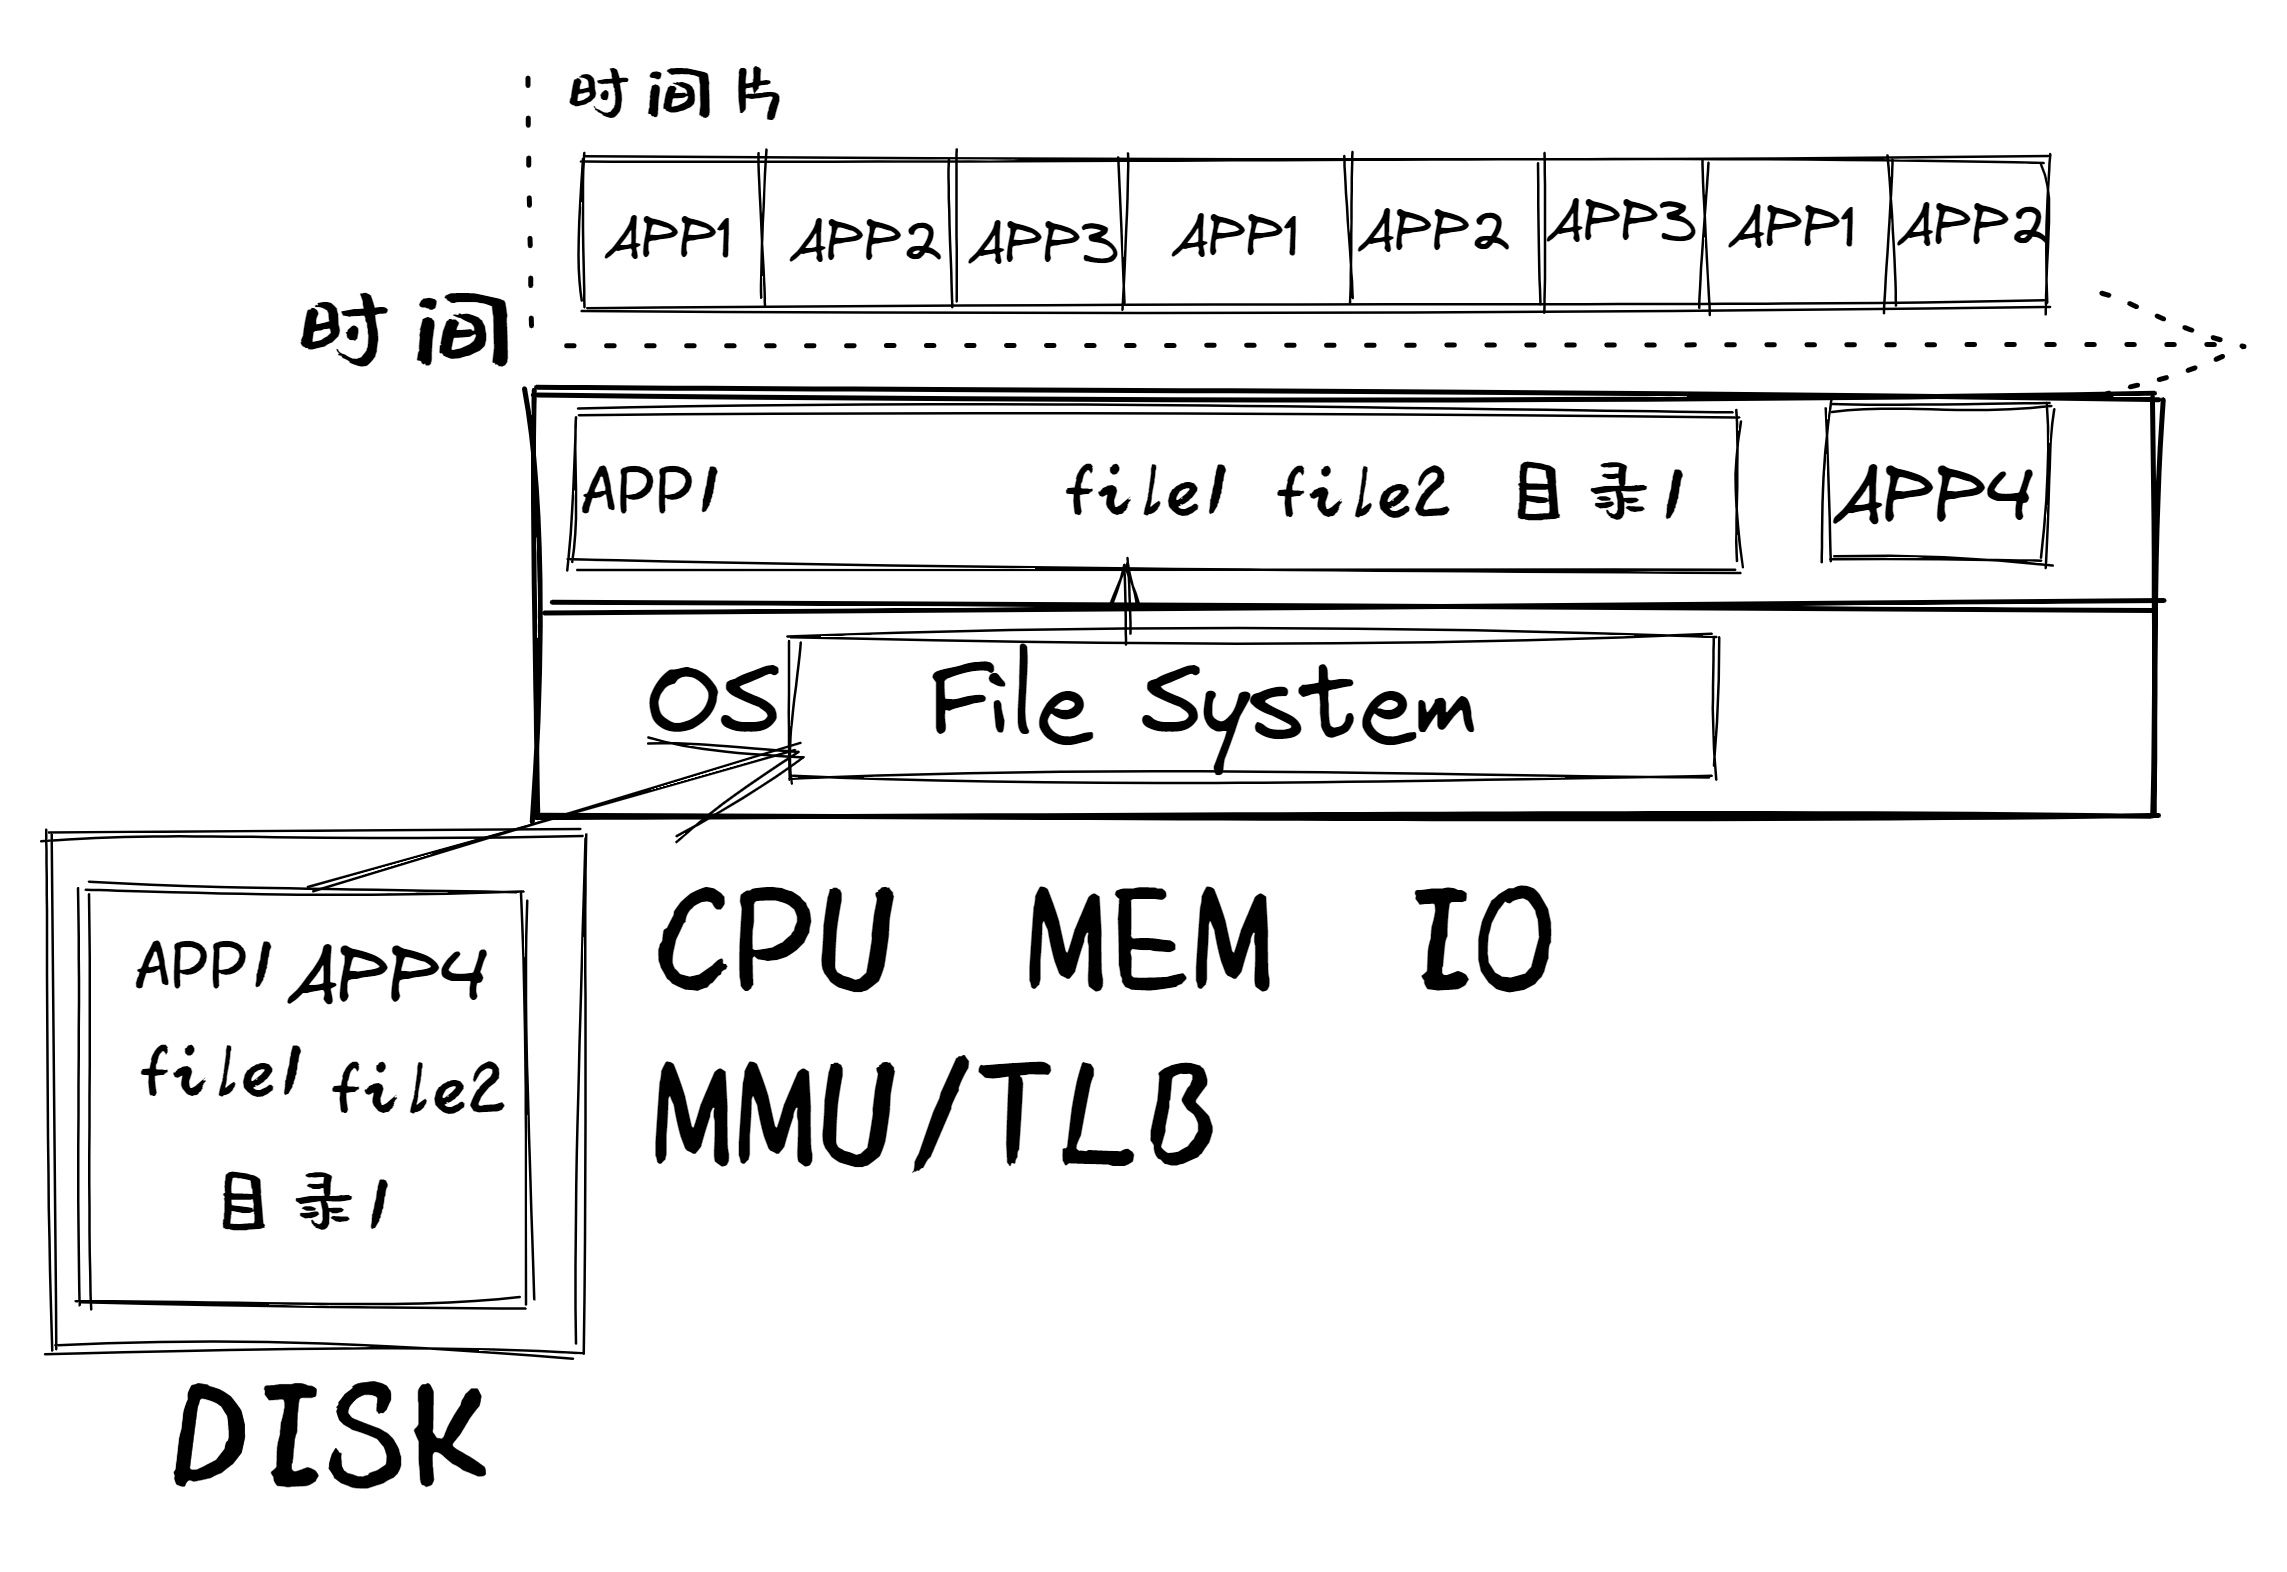 时间片
APP1 APP2 APP3 APP1 APP2 APP3 APP1 APP2
时间
APP1 file1 file2 目录1 APP4
OS File System
CPU MEM IO
APP1 APP4
file1 file2
MMU/TLB
目录1
DISK